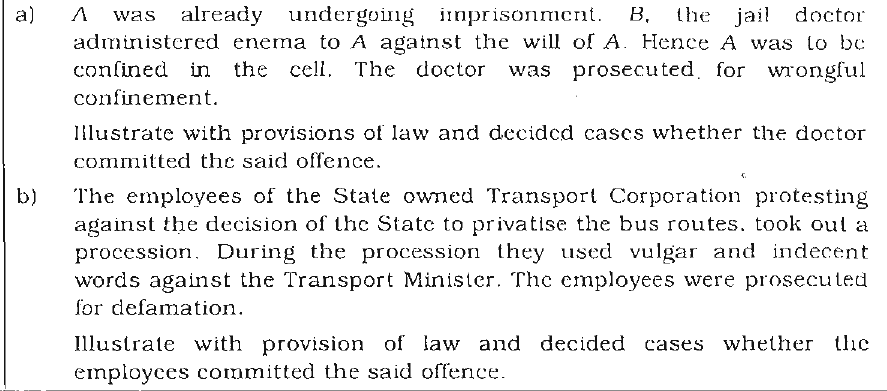 a) A was already undergoing imprisonment. B, the jail doctor
administered enema to A against the will of A. Hence A was to be
confined in the cell. The doctor was prosecuted for wrongful
confinement.
Illustrate with provisions of law and decided cases whether the doctor
committed the said offence.
b) The employees of the State owned Transport Corporation protesting
against the decision of the State to privatise the bus routes, took out a
procession. During the procession they used vulgar and indecent
words against the Transport Minister. The employees were prosecuted
for defamation.
Illustrate with provision of law and decided cases whether the
employees committed the said offence.